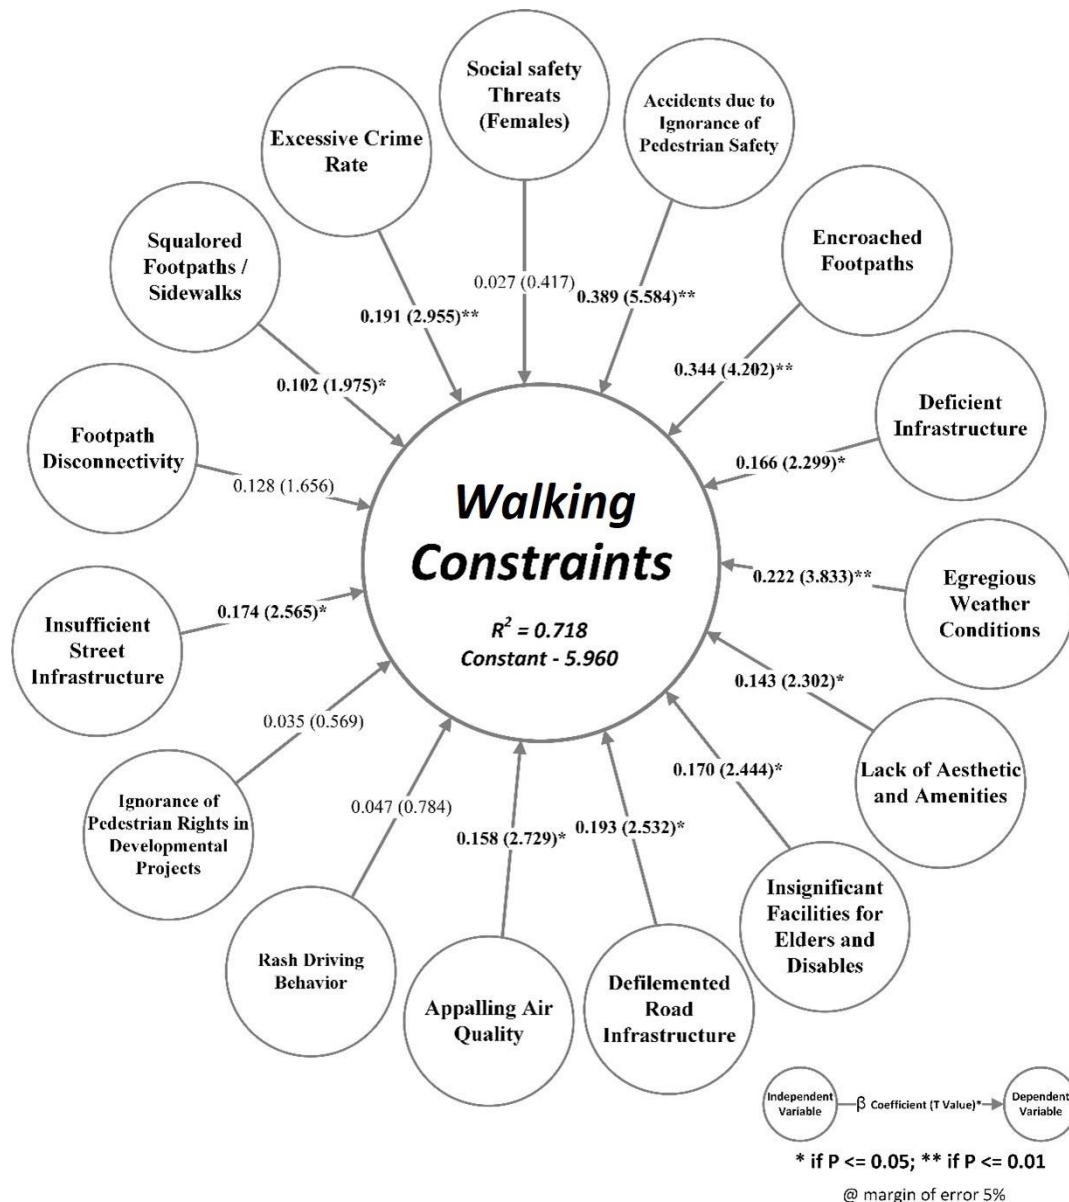 Social safety
Threats
(Females)
0.027 (0.417)
Accidents due to
Ignorance of
Pedestrian Safety
0.389 (5.584)**
Encroached
Footpaths
0.344 (4.202)**
Deficient
Infrastructure
0.166 (2.299)*
Egregious
Weather
Conditions
0.222 (3.833)**
Lack of Aesthetic
and Amenities
0.143 (2.302)*
Insignificant
Facilities for
Elders and
Disables
0.170 (2.444)*
Defilemented
Road
Infrastructure
0.193 (2.532)*
Appalling Air
Quality
0.158 (2.729)*
Rash Driving
Behavior
0.047 (0.784)
Ignorance of
Pedestrian Rights in
Developmental
Projects
0.035 (0.569)
Insufficient
Street
Infrastructure
0.174 (2.565)*
Footpath
Disconnectivity
0.128 (1.656)
Squalored
Footpaths /
Sidewalks
0.102 (1.975)*
Excessive Crime
Rate
0.191 (2.955)**
Walking
Constraints
R² = 0.718
Constant - 5.960
Independent
Variable
β Coefficient (T Value)*
Dependent
Variable
* if P <= 0.05; ** if P <= 0.01
@ margin of error 5%